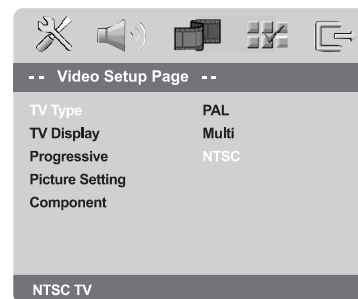 -- Video Setup Page --
TV Type PAL
TV Display Multi
Progressive NTSC
Picture Setting
Component
NTSC TV